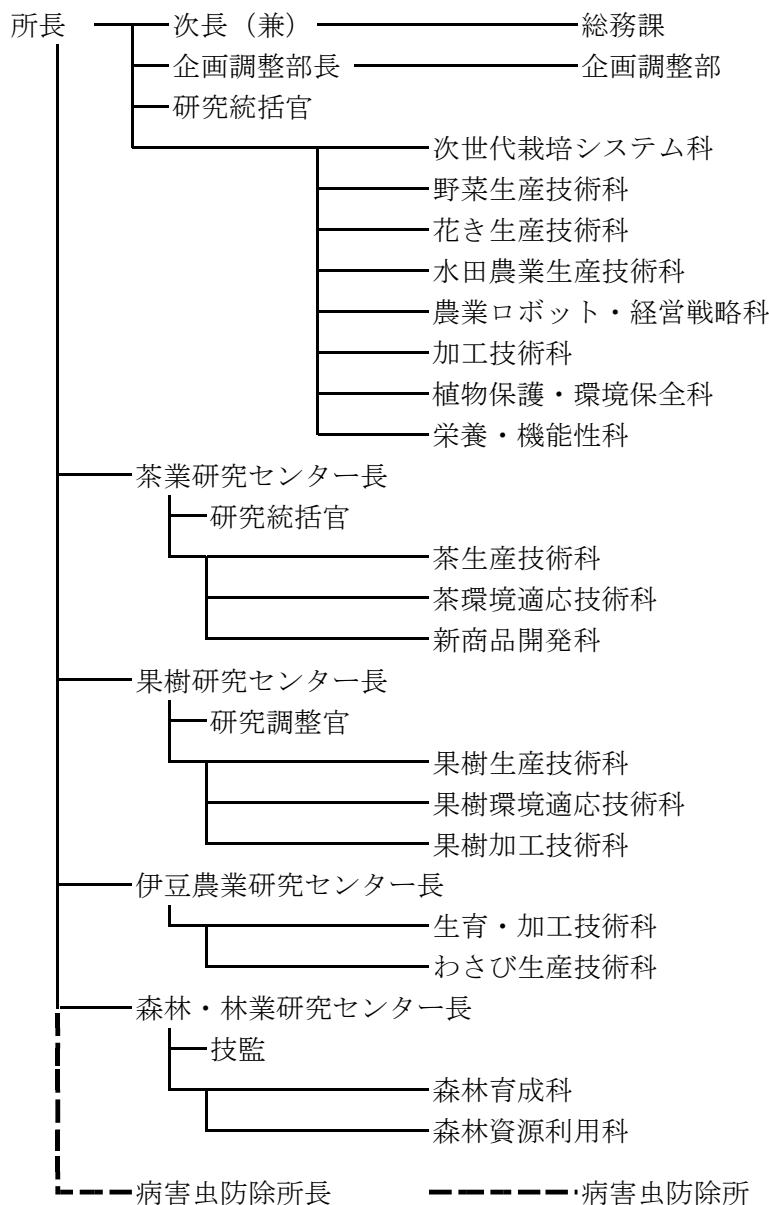 所長 次長（兼） 総務課
企画調整部長 企画調整部
研究統括官
次世代栽培システム科
野菜生産技術科
花き生産技術科
水田農業生産技術科
農業ロボット・経営戦略科
加工技術科
植物保護・環境保全科
栄養・機能性科
茶業研究センター長
研究統括官
茶生産技術科
茶環境適応技術科
新商品開発科
果樹研究センター長
研究調整官
果樹生産技術科
果樹環境適応技術科
果樹加工技術科
伊豆農業研究センター長
生育・加工技術科
わさび生産技術科
森林・林業研究センター長
技監
森林育成科
森林資源利用科
病害虫防除所長 病害虫防除所